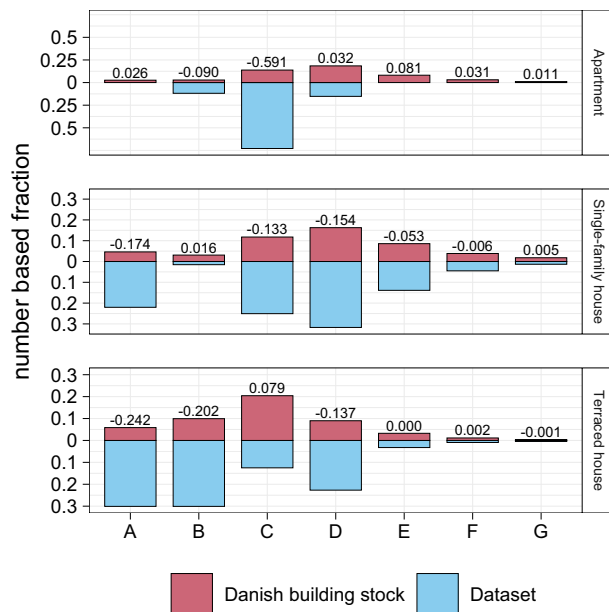 number based fraction
0.5
0.25
0
0.25
0.5
0.026 -0.090 -0.591 0.032 0.081 0.031 0.011
Apartment
0.3
0.2
0.1
0
0.1
0.2
0.3
-0.174 0.016 -0.133 -0.154 -0.053 -0.006 0.005
Single-family house
0.3
0.2
0.1
0
0.1
0.2
0.3
-0.242 -0.202 0.079 -0.137 0.000 0.002 -0.001
Terraced house
A B C D E F G
Danish building stock Dataset